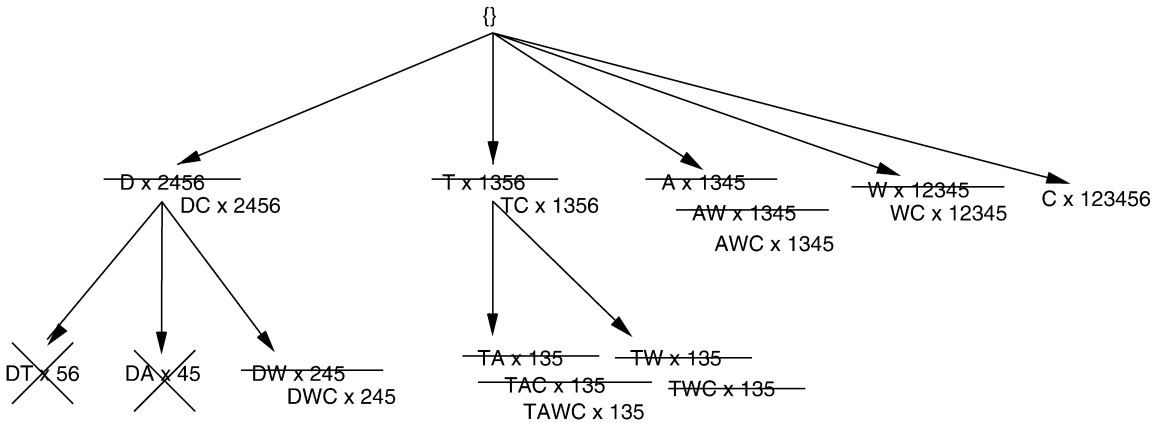 {}
D x 2456
DC x 2456
T x 1356
TC x 1356
A x 1345
AW x 1345
AWC x 1345
W x 12345
WC x 12345
C x 123456
DT x 56
DA x 45
DW x 245
DWC x 245
TA x 135
TAC x 135
TAWC x 135
TW x 135
TWC x 135